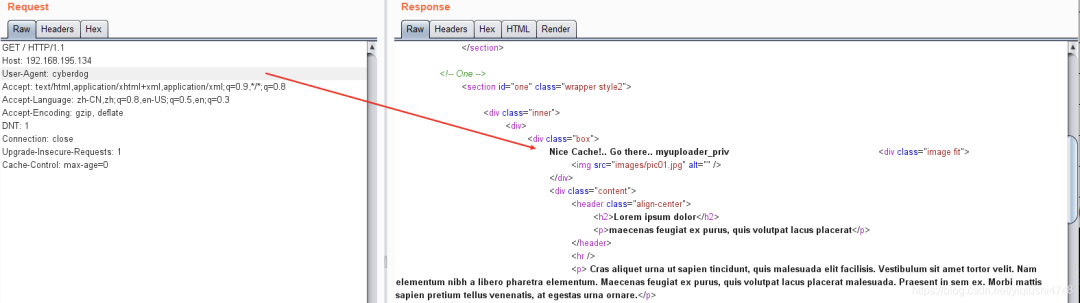 Request
Raw Headers Hex
GET / HTTP/1.1
Host: 192.168.195.134
User-Agent: cyberdog
Accept: text/html,application/xhtml+xml,application/xml;q=0.9,*/*;q=0.8
Accept-Language: zh-CN,zh;q=0.8,en-US;q=0.5,en;q=0.3
Accept-Encoding: gzip, deflate
DNT: 1
Connection: close
Upgrade-Insecure-Requests: 1
Cache-Control: max-age=0
Response
Raw Headers Hex HTML Render
</section>
<!-- One -->
<section id="one" class="wrapper style2">
<div class="inner">
<div>
<div class="box">
Nice Cache!.. Go there.. myuploader_priv <div class="image fit">
<img src="images/pic01.jpg" alt="" />
</div>
<div class="content">
<header class="align-center">
<h2>Lorem ipsum dolor</h2>
<p>maecenas feugiat ex purus, quis volutpat lacus placerat</p>
</header>
<hr />
<p> Cras aliquet urna ut sapien tincidunt, quis malesuada elit facilisis. Vestibulum sit amet tortor velit. Nam
elementum nibh a libero pharetra elementum. Maecenas feugiat ex purus, quis volutpat lacus placerat malesuada. Praesent in sem ex. Morbi mattis
sapien pretium tellus venenatis, at egestas urna ornare.</p>